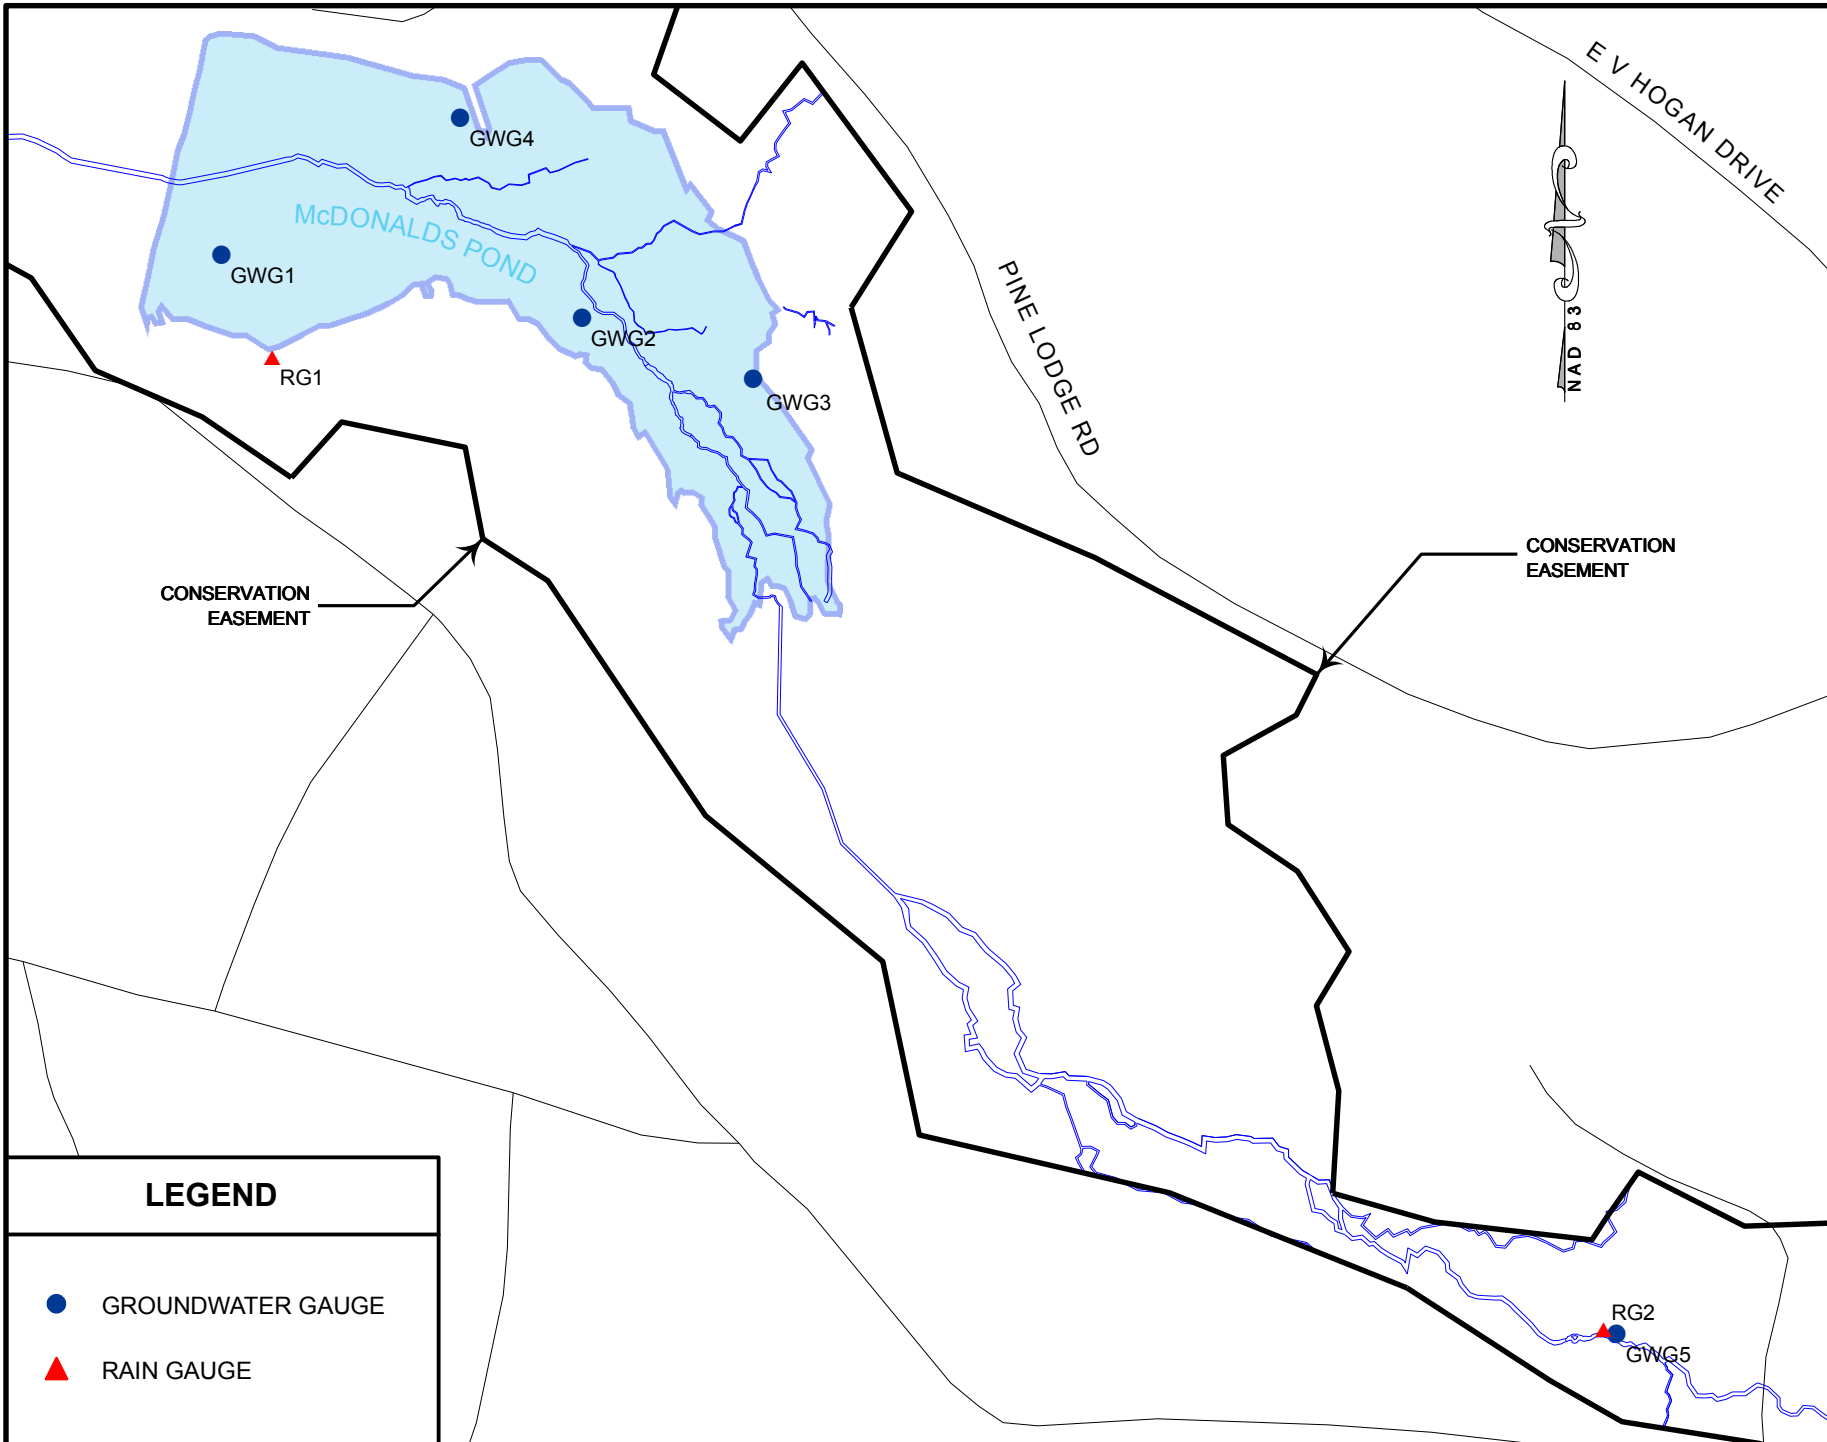 E V HOGAN DRIVE
GWG4
McDONALDS POND
GWG1
PINE LODGE RD
NAD 83
GWG2
RG1
GWG3
CONSERVATION
EASEMENT
CONSERVATION
EASEMENT
LEGEND
GROUNDWATER GAUGE
RAIN GAUGE
RG2
GWG5